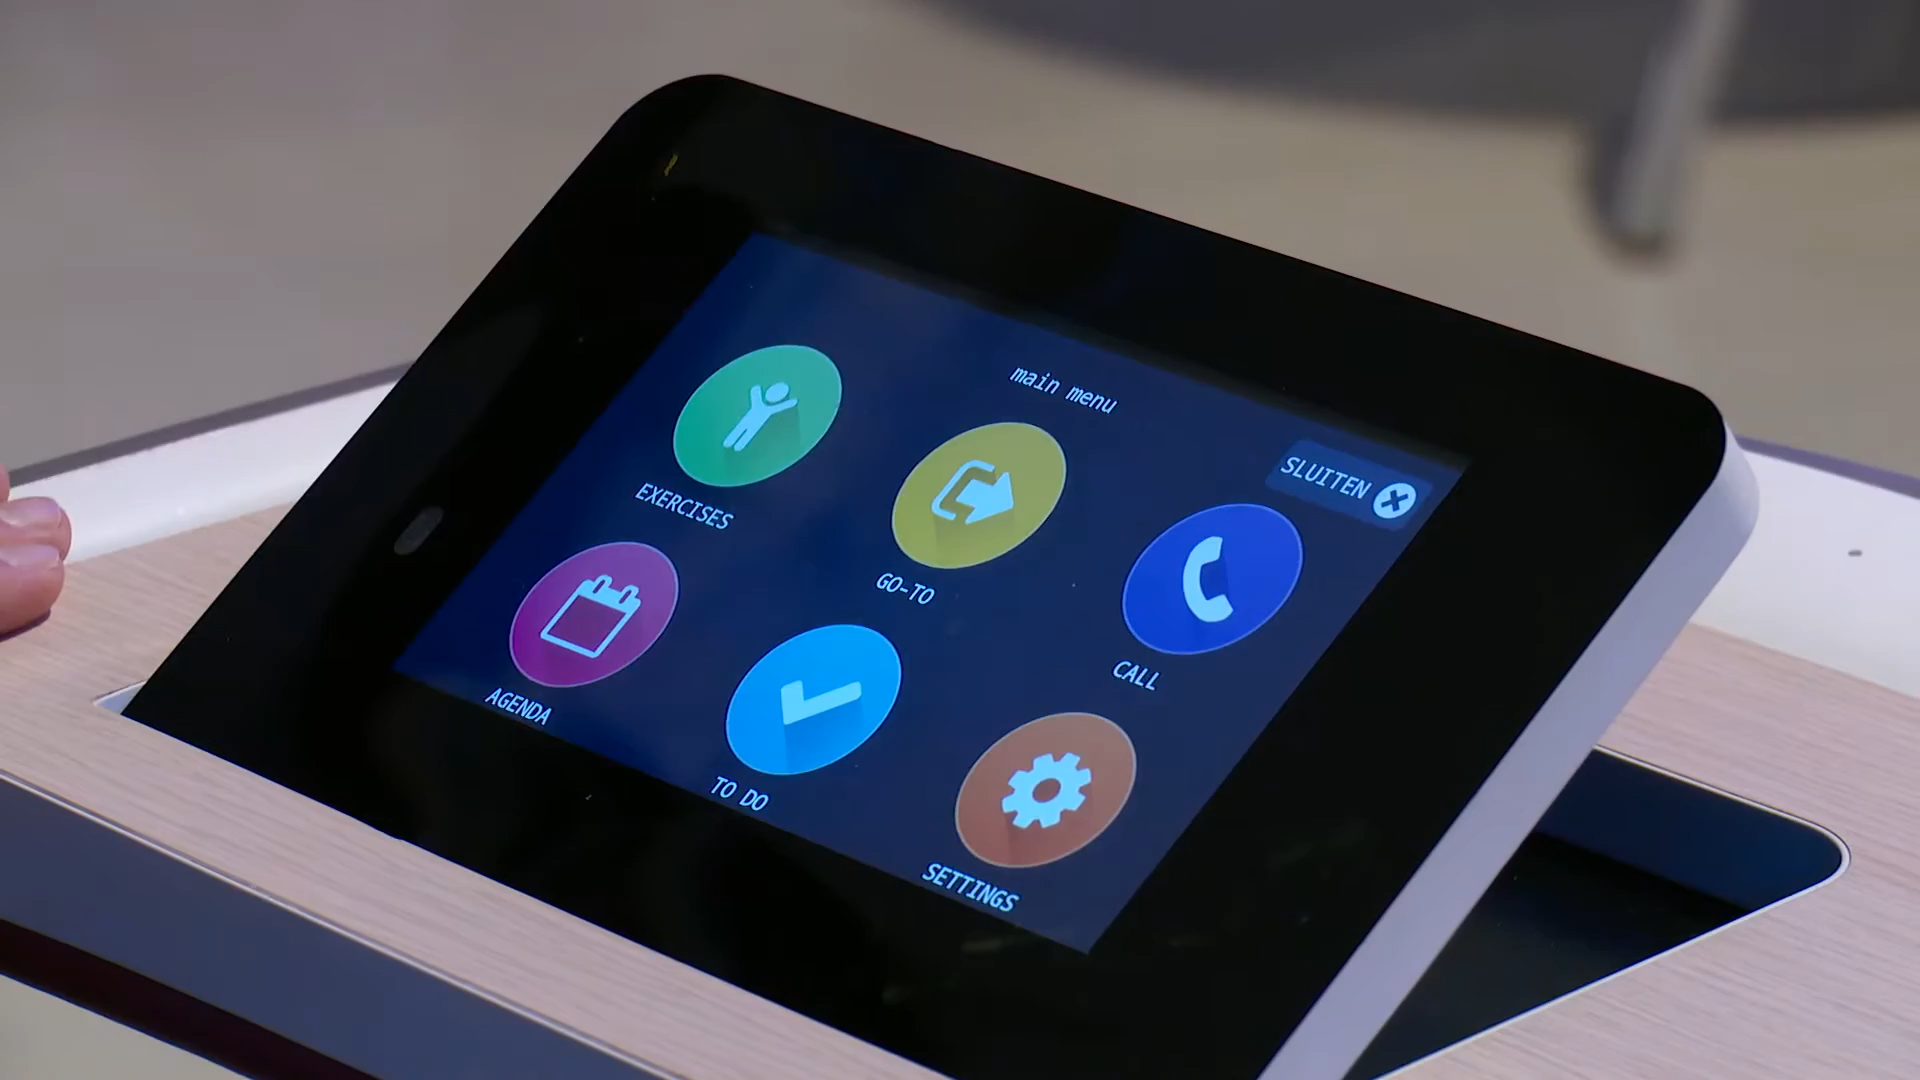 main menu
SLUITEN
EXERCISES
GO-TO
CALL
AGENDA
TO DO
SETTINGS